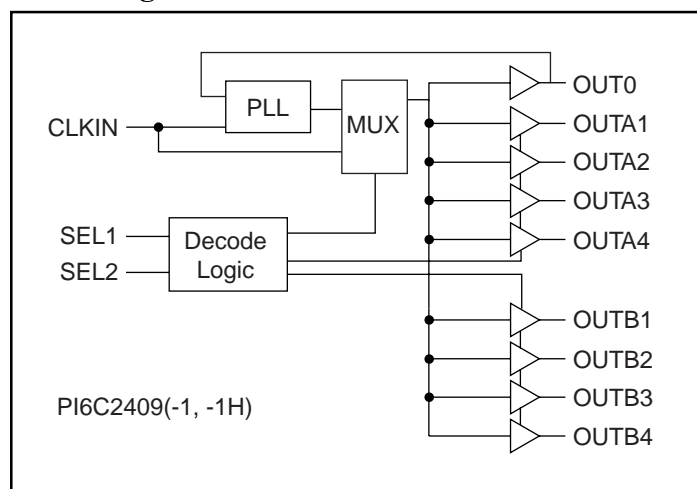 PLL
MUX
CLKIN
SEL1
SEL2
Decode
Logic
OUT0
OUTA1
OUTA2
OUTA3
OUTA4
OUTB1
OUTB2
OUTB3
OUTB4
PI6C2409(-1, -1H)